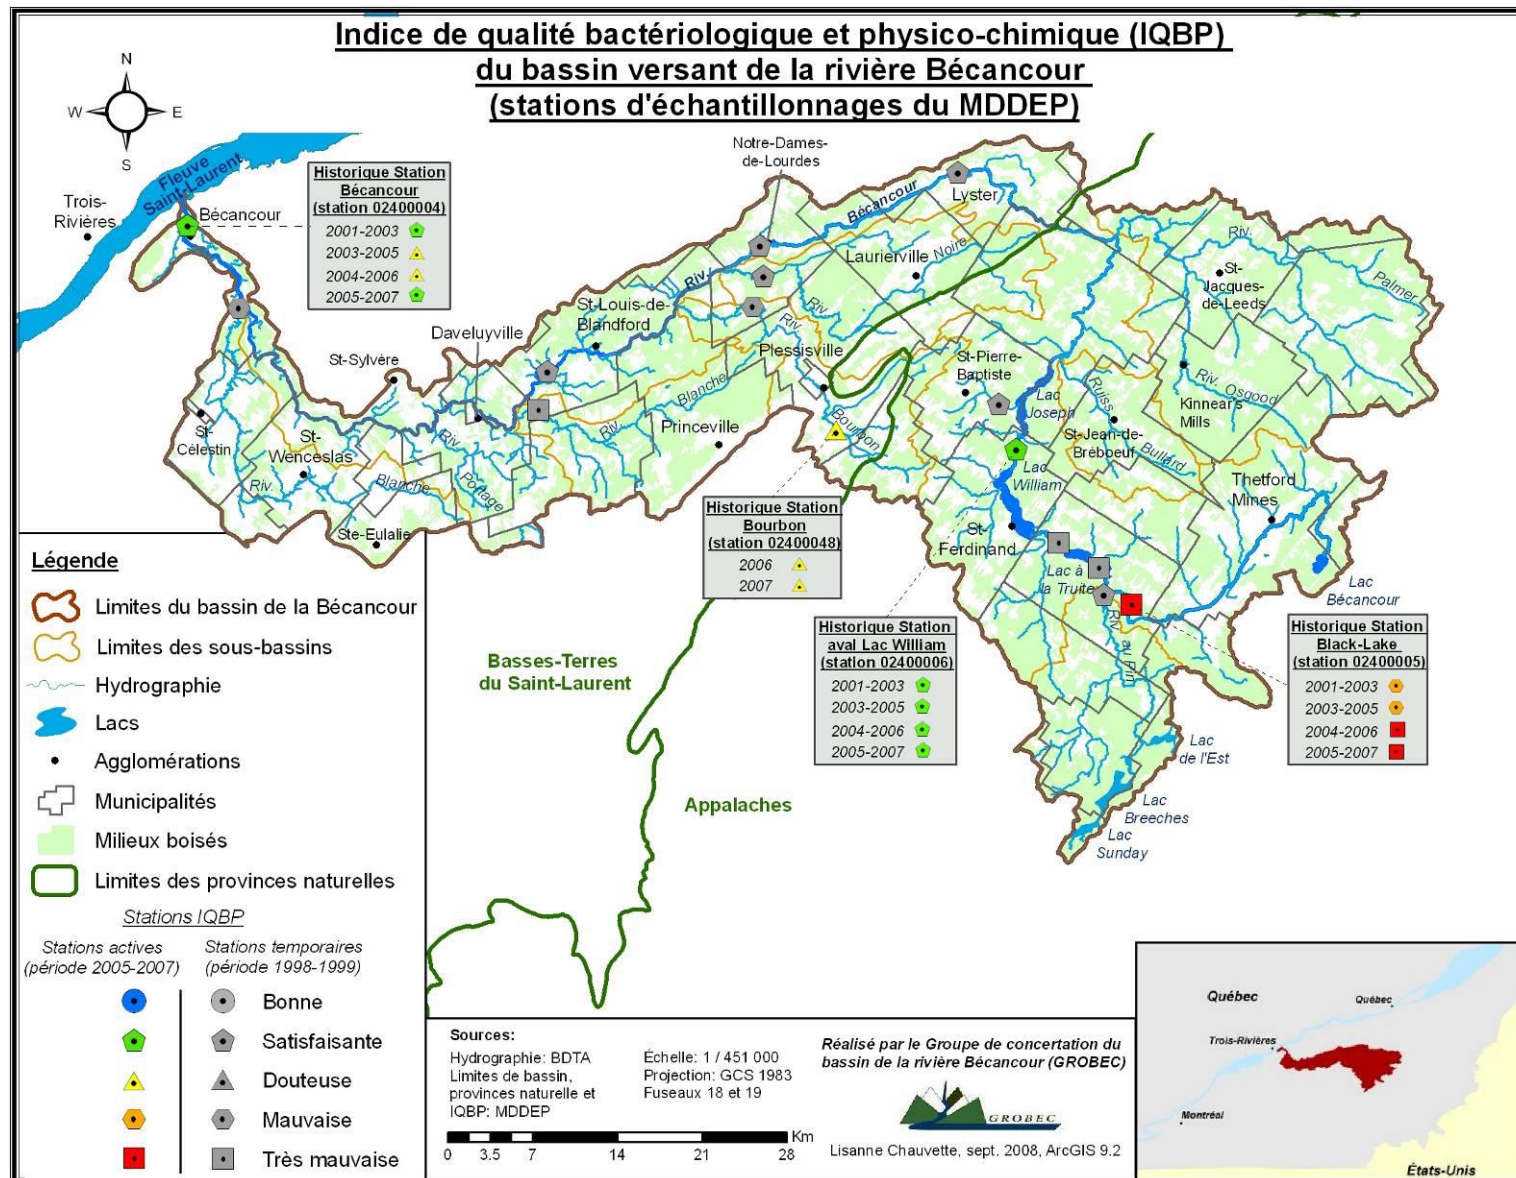 Indice de qualité bactériologique et physico-chimique (IQBP)
du bassin versant de la rivière Bécancour
(stations d'échantillonnages du MDDEP)
N
W
E
S
Fleuve
Saint-Laurent
Trois-
Rivières
Bécancour
Historique Station
Bécancour
(station 02400004)
2001-2003
2003-2005
2004-2006
2005-2007
Notre-Dames-
de-Lourdes
Bécancour
Riv.
Lyster
Laurierville
Noire
Riv.
Riv.
St-
Jacques-
de-Leeds
Palmer
St-Louis-de-
Blandford
Daveluyville
St-Sylvère
Plessisville
Riv.
St-Pierre-
Baptiste
Lac
Joseph
Ruiss.
Riv. Osgood
Kinnear's
Mills
Blanche
Riv.
Princeville
Bourbon
St-Jean-de-
Bréboeuf
Bullard
St-
Célestin
St-
Wenceslas
Riv.
Blanche
Riv.
Portage
Ste-Eulalie
Lac
William
Thetford
Mines
St-
Ferdinand
Lac à
la Truite
Riv. au Pin
Lac
Bécancour
Historique Station
Bourbon
(station 02400048)
2006
2007
Historique Station
aval Lac William
(station 02400006)
2001-2003
2003-2005
2004-2006
2005-2007
Historique Station
Black-Lake
(station 02400005)
2001-2003
2003-2005
2004-2006
2005-2007
Lac
de l'Est
Lac
Breeches
Lac
Sunday
Basses-Terres
du Saint-Laurent
Appalaches
Légende
Limites du bassin de la Bécancour
Limites des sous-bassins
Hydrographie
Lacs
Agglomérations
Municipalités
Milieux boisés
Limites des provinces naturelles
Stations IQBP
Stations actives
(période 2005-2007)
Stations temporaires
(période 1998-1999)
Bonne
Satisfaisante
Douteuse
Mauvaise
Très mauvaise
Sources:
Hydrographie: BDTA
Limites de bassin,
provinces naturelle et
IQBP: MDDEP
Échelle: 1 / 451 000
Projection: GCS 1983
Fuseaux 18 et 19
0 3.5 7 14 21 28 Km
Réalisé par le Groupe de concertation du
bassin de la rivière Bécancour (GROBEC)
GROBEC
Lisanne Chauvette, sept. 2008, ArcGIS 9.2
Québec
Québec
Trois-Rivières
Montréal
États-Unis